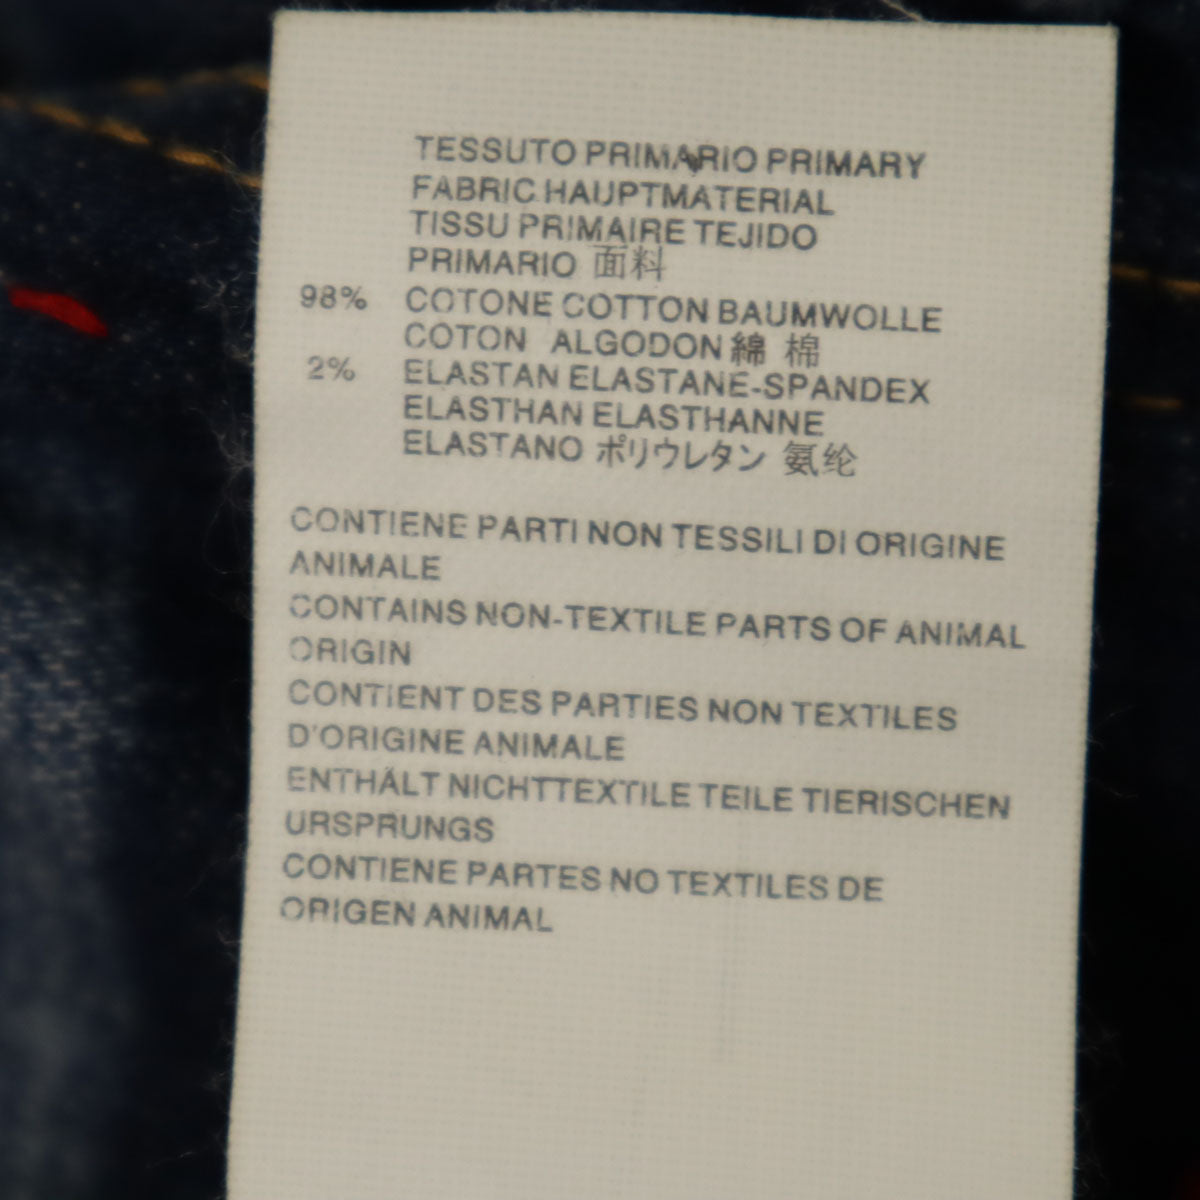 TESSUTO PRIMARIO PRIMARY
FABRIC HAUPTMATERIAL
TISSU PRIMAIRE TEJIDO
PRIMARIO 面料
98% COTONE COTTON BAUMWOLLE
COTON ALGODON 綿 棉
2% ELASTAN ELASTANE-SPANDEX
ELASTHAN ELASTHANNE
ELASTANO ポリウレタン 氨纶
CONTIENE PARTI NON TESSILI DI ORIGINE
ANIMALE
CONTAINS NON-TEXTILE PARTS OF ANIMAL
ORIGIN
CONTIENT DES PARTIES NON TEXTILES
D'ORIGINE ANIMALE
ENTHÄLT NICHTTEXTILE TEILE TIERISCHEN
URSPRUNGS
CONTIENE PARTES NO TEXTILES DE
ORIGEN ANIMAL